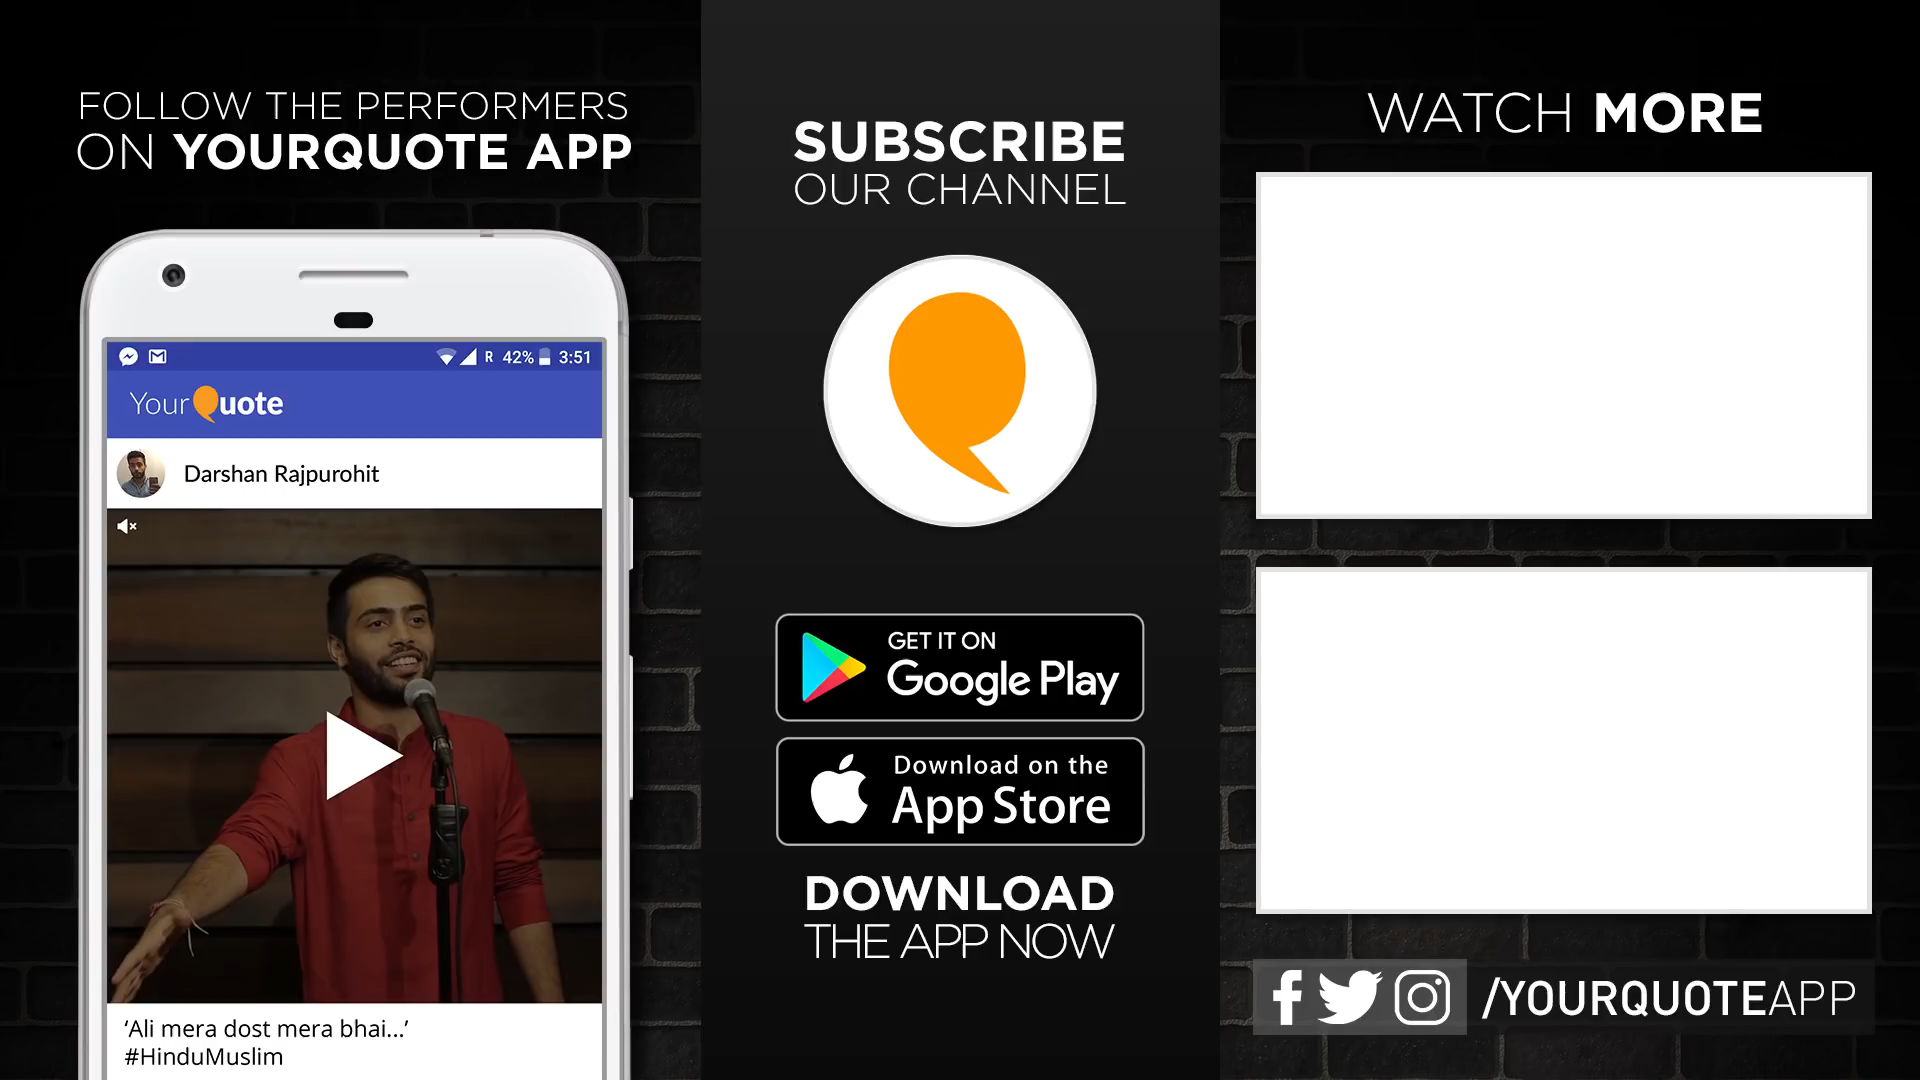 FOLLOW THE PERFORMERS
ON YOURQUOTE APP
R 42% 3:51
YourQuote
Darshan Rajpurohit
‘Ali mera dost mera bhai...’
#HinduMuslim
SUBSCRIBE
OUR CHANNEL
GET IT ON
Google Play
Download on the
App Store
DOWNLOAD
THE APP NOW
WATCH MORE
/YOURQUOTEAPP